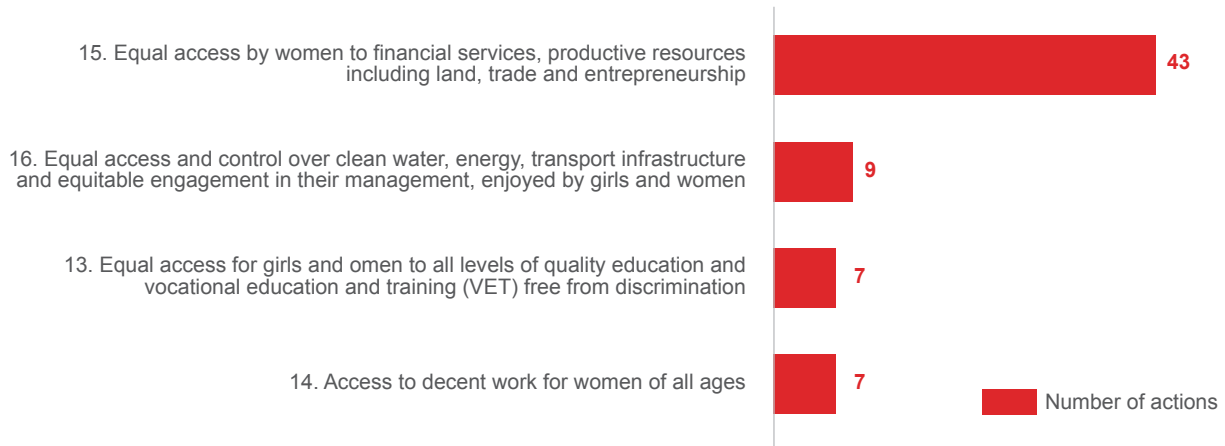 15. Equal access by women to financial services, productive resources
including land, trade and entrepreneurship
43
16. Equal access and control over clean water, energy, transport infrastructure
and equitable engagement in their management, enjoyed by girls and women
9
13. Equal access for girls and omen to all levels of quality education and
vocational education and training (VET) free from discrimination
7
14. Access to decent work for women of all ages
7
Number of actions